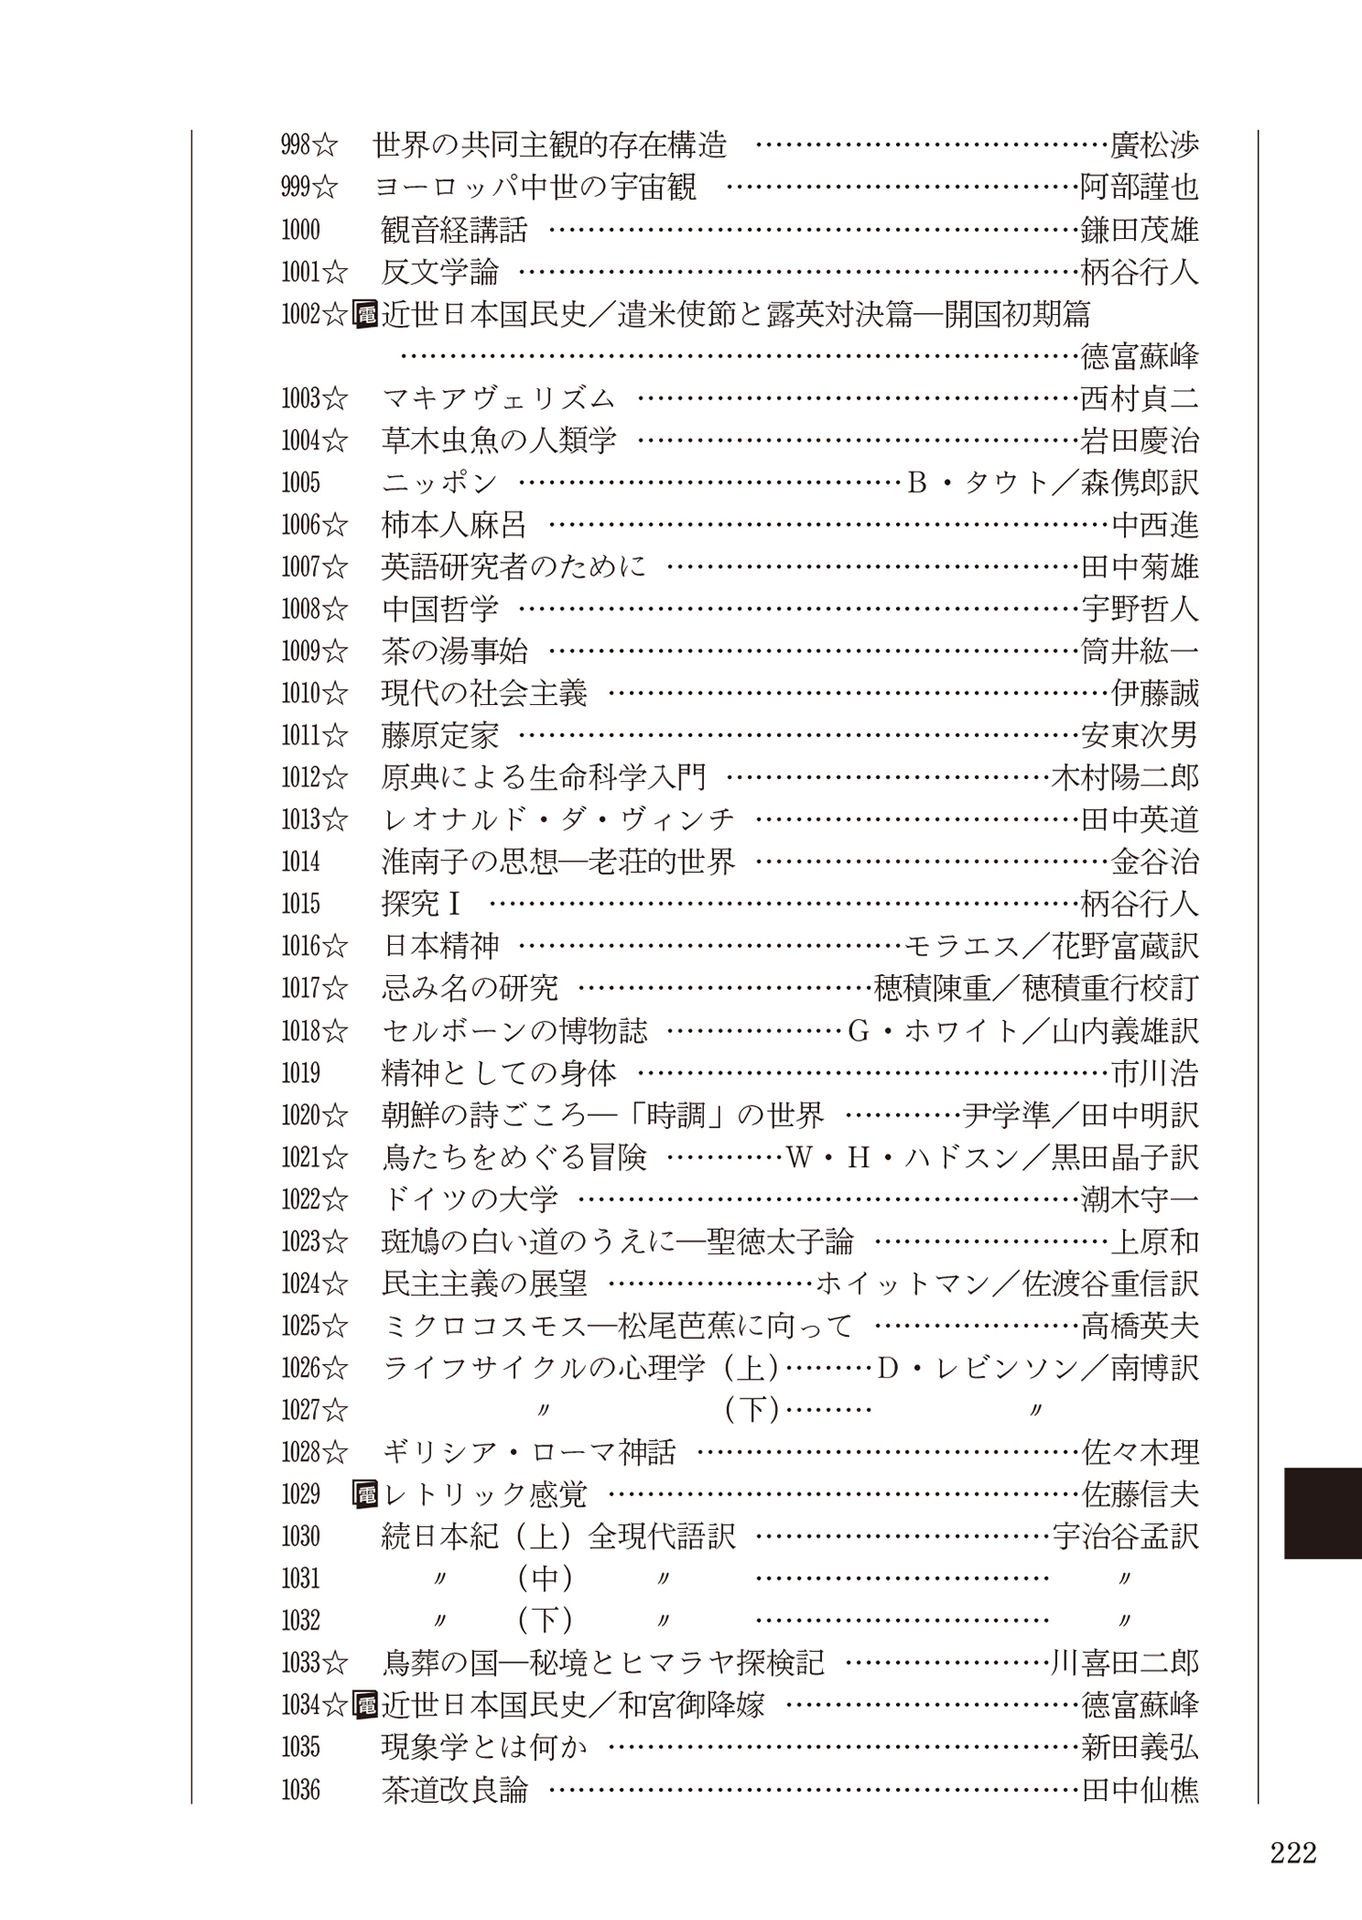 998☆ 世界の共同主観的存在構造 …………………………………廣松渉
999☆ ヨーロッパ中世の宇宙観 …………………………………阿部謹也
1000 観音経講話 ……………………………………………………鎌田茂雄
1001☆ 反文学論 ………………………………………………………柄谷行人
1002☆電近世日本国民史／遣米使節と露英対決篇―開国初期篇
……………………………………………………………………德富蘇峰
1003☆ マキアヴェリズム ……………………………………………西村貞二
1004☆ 草木虫魚の人類学 ……………………………………………岩田慶治
1005 ニッポン ……………………………………Ｂ・タウト／森儁郎訳
1006☆ 柿本人麻呂 ………………………………………………………中西進
1007☆ 英語研究者のために …………………………………………田中菊雄
1008☆ 中国哲学 ………………………………………………………宇野哲人
1009☆ 茶の湯事始 ……………………………………………………筒井紘一
1010☆ 現代の社会主義 …………………………………………………伊藤誠
1011☆ 藤原定家 ………………………………………………………安東次男
1012☆ 原典による生命科学入門 ………………………………木村陽二郎
1013☆ レオナルド・ダ・ヴィンチ ………………………………田中英道
1014 淮南子の思想―老荘的世界 …………………………………金谷治
1015 探究Ⅰ …………………………………………………………柄谷行人
1016☆ 日本精神 ……………………………………モラエス／花野富蔵訳
1017☆ 忌み名の研究 ……………………………穂積陳重／穂積重行校訂
1018☆ セルボーンの博物誌 ………………Ｇ・ホワイト／山内義雄訳
1019 精神としての身体 ………………………………………………市川浩
1020☆ 朝鮮の詩ごころ―「時調」の世界 …………尹学準／田中明訳
1021☆ 鳥たちをめぐる冒険 …………Ｗ・Ｈ・ハドスン／黒田晶子訳
1022☆ ドイツの大学 …………………………………………………潮木守一
1023☆ 斑鳩の白い道のうえに―聖徳太子論 ……………………上原和
1024☆ 民主主義の展望 …………………ホイットマン／佐渡谷重信訳
1025☆ ミクロコスモス―松尾芭蕉に向って …………………高橋英夫
1026☆ ライフサイクルの心理学（上）………Ｄ・レビンソン／南博訳
1027☆ 〃 （下）……… 〃
1028☆ ギリシア・ローマ神話 ……………………………………佐々木理
1029 電レトリック感覚 ………………………………………………佐藤信夫
1030 続日本紀（上）全現代語訳 …………………………宇治谷孟訳
1031 〃 （中） 〃 ………………………… 〃
1032 〃 （下） 〃 ………………………… 〃
1033☆ 鳥葬の国―秘境とヒマラヤ探検記 …………………川喜田二郎
1034☆電近世日本国民史／和宮御降嫁 …………………………德富蘇峰
1035 現象学とは何か ………………………………………………新田義弘
1036 茶道改良論 ……………………………………………………田中仙樵
222